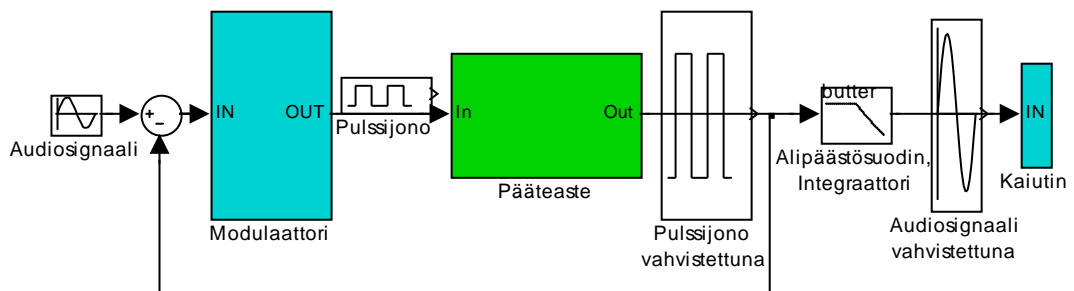 Audiosignaali
+
−
IN
OUT
Modulaattori
Pulssijono
In
Out
Pääteaste
Pulssijono
vahvistettuna
butter
Alipäästösuodin,
Integraattori
Audiosignaali
vahvistettuna
IN
Kaiutin